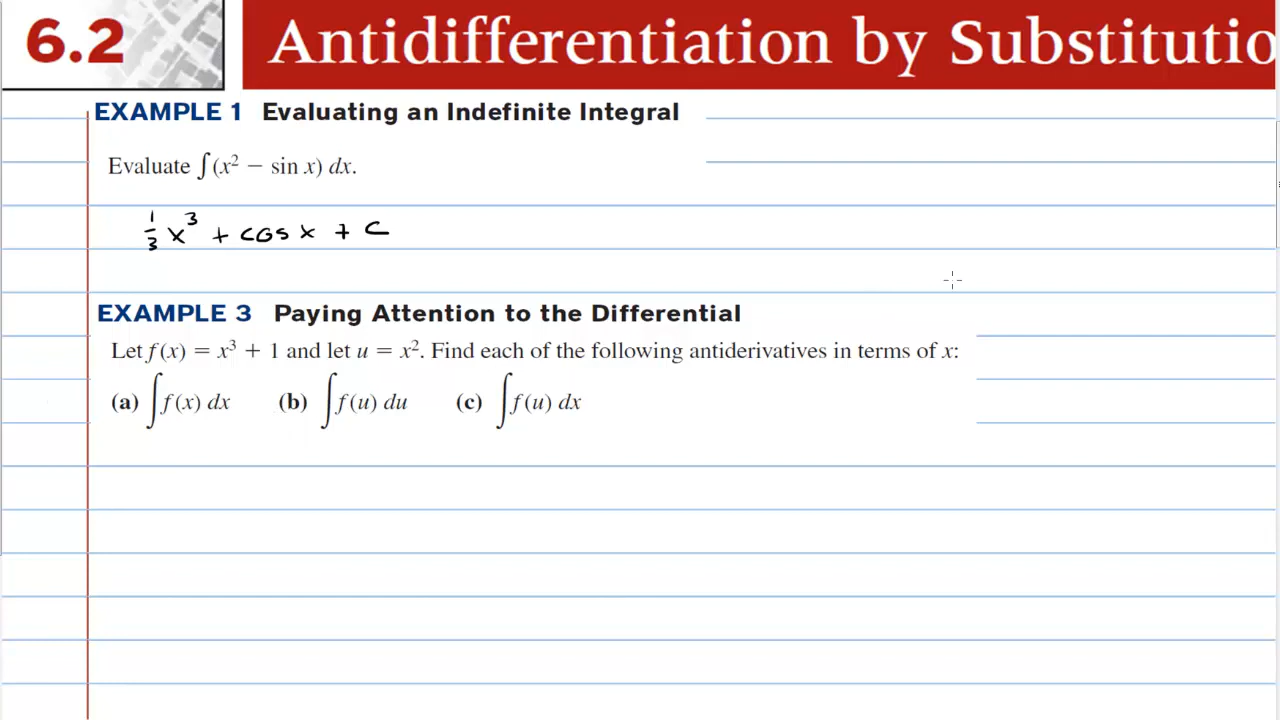 6.2 Antidifferentiation by Substitutio
EXAMPLE 1 Evaluating an Indefinite Integral
Evaluate ∫(x² − sin x) dx.
⅓x³ + cos x + C
EXAMPLE 3 Paying Attention to the Differential
Let f(x) = x³ + 1 and let u = x². Find each of the following antiderivatives in terms of x:
(a) ∫f(x) dx (b) ∫f(u) du (c) ∫f(u) dx